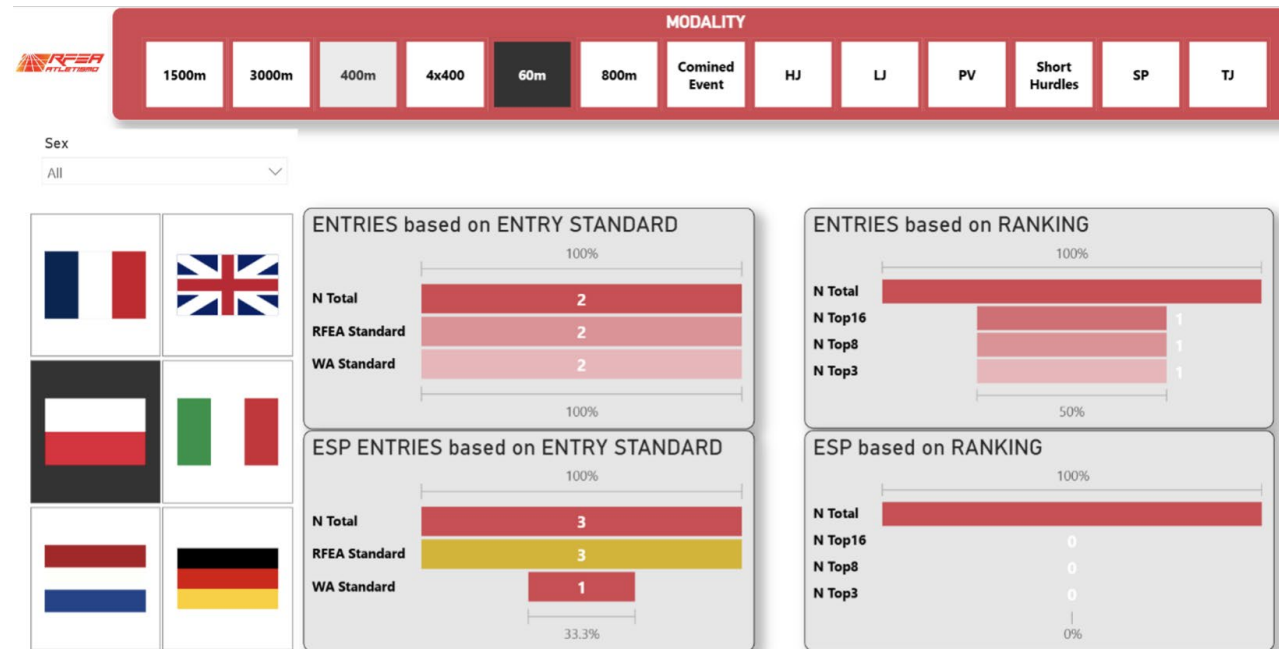 MODALITY
RFEA
ATLETISMO
1500m
3000m
400m
4x400
60m
800m
Comined
Event
HJ
LJ
PV
Short
Hurdles
SP
TJ
Sex
All
ENTRIES based on ENTRY STANDARD
100%
N Total
2
RFEA Standard
2
WA Standard
2
100%
ENTRIES based on RANKING
100%
N Total
N Top16
1
N Top8
1
N Top3
1
50%
ESP ENTRIES based on ENTRY STANDARD
100%
N Total
3
RFEA Standard
3
WA Standard
1
33.3%
ESP based on RANKING
100%
N Total
N Top16
0
N Top8
0
N Top3
0
0%